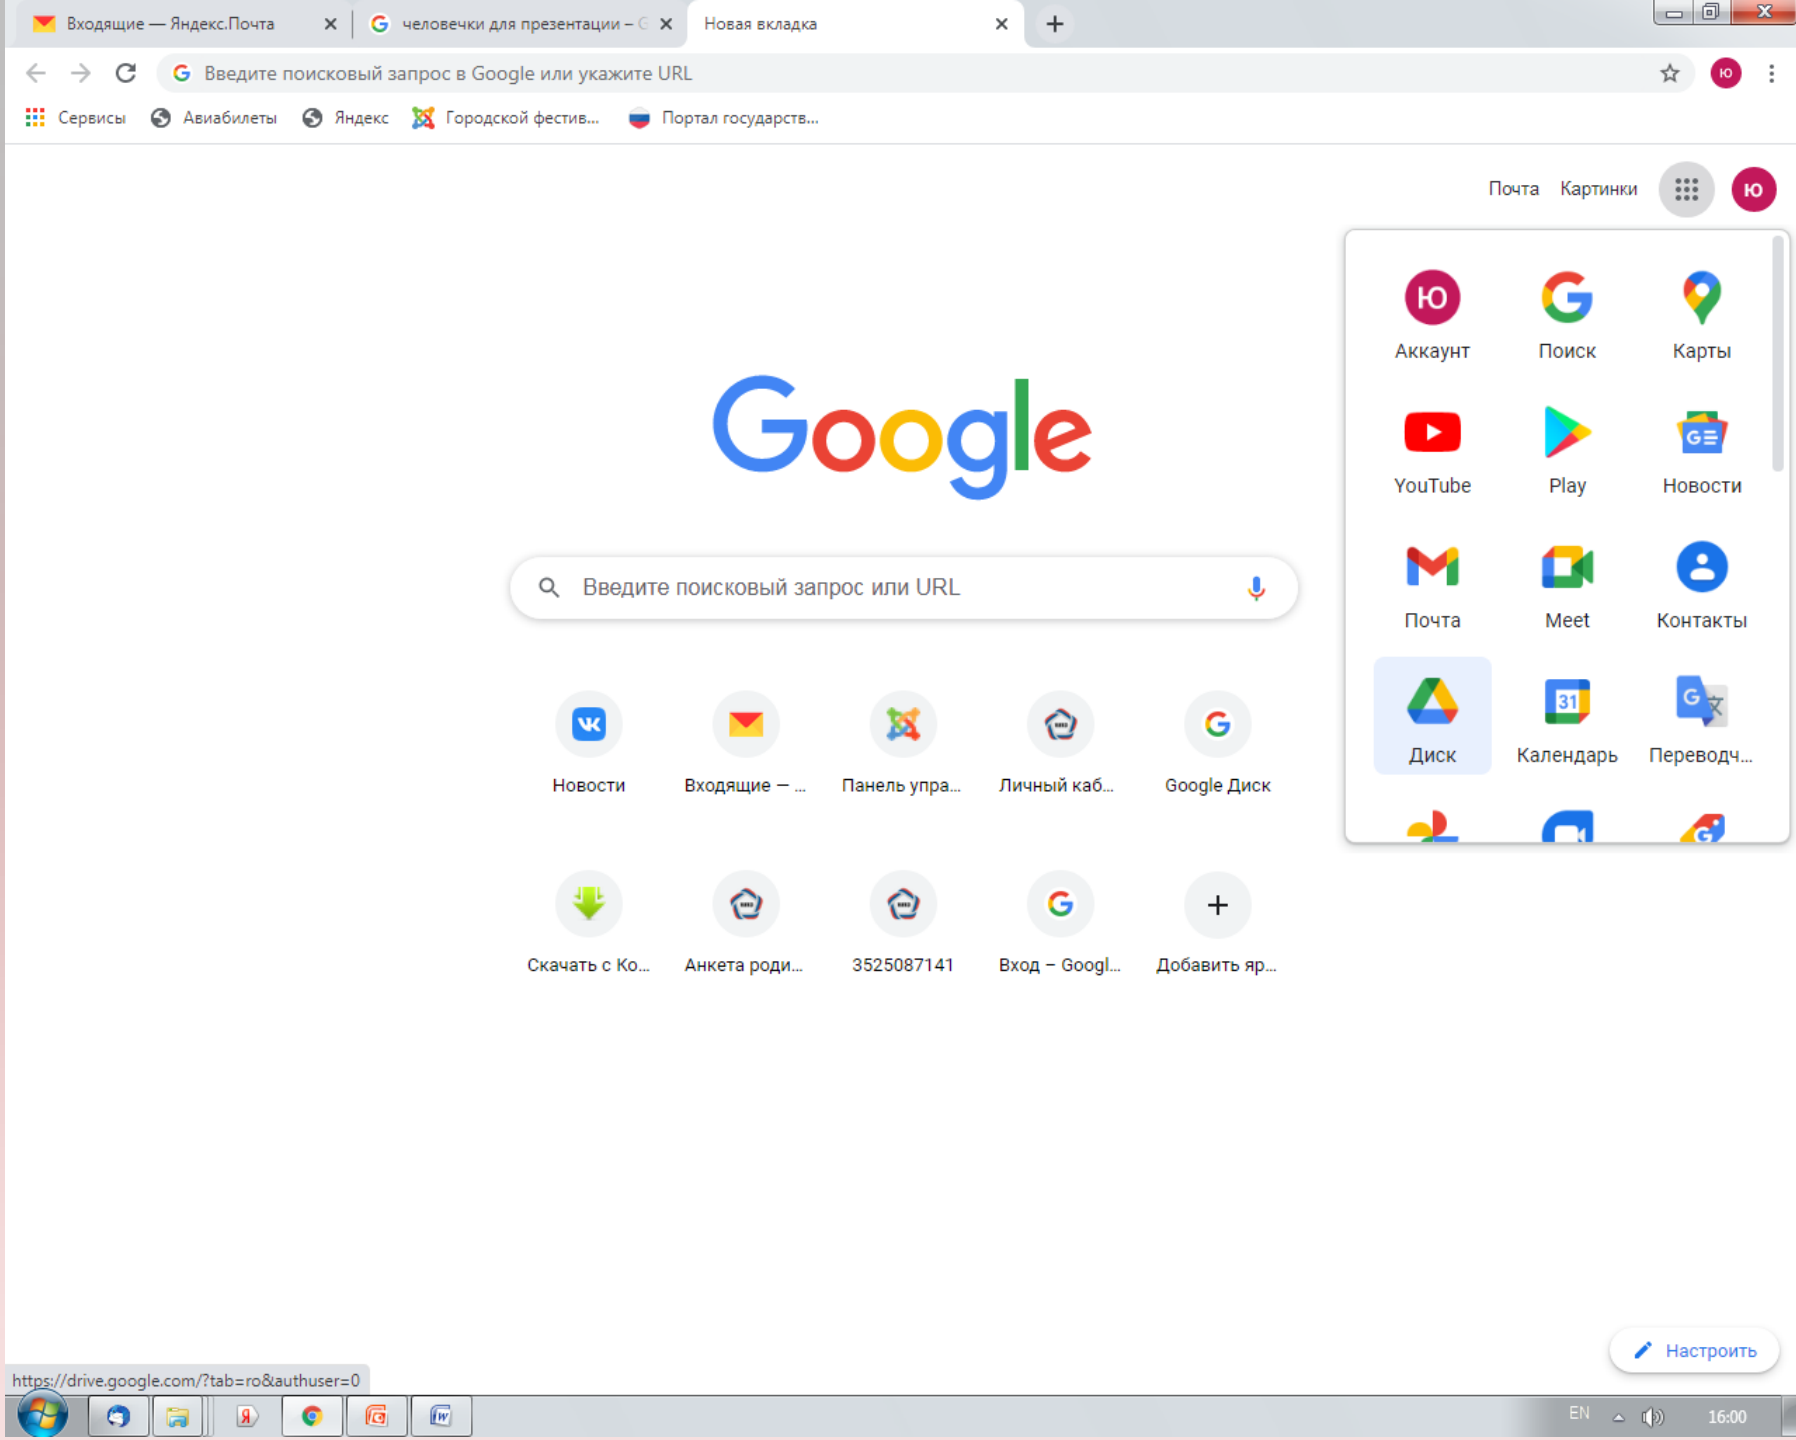 Входящие — Яндекс.Почта
человечки для презентации – G
Новая вкладка
Введите поисковый запрос в Google или укажите URL
ю
Сервисы
Авиабилеты
Яндекс
Городской фестив...
Портал государств...
Почта
Картинки
ю
Google
Введите поисковый запрос или URL
Ю
Аккаунт
Поиск
Карты
YouTube
Play
Новости
Почта
Meet
Контакты
31
Диск
Календарь
Переводч...
Новости
Входящие — ...
Панель упра...
Личный каб...
Google Диск
Скачать с Ко...
Анкета роди...
3525087141
Вход – Googl...
Добавить яр...
Настроить
https://drive.google.com/?tab=ro&authuser=0
EN
16:00